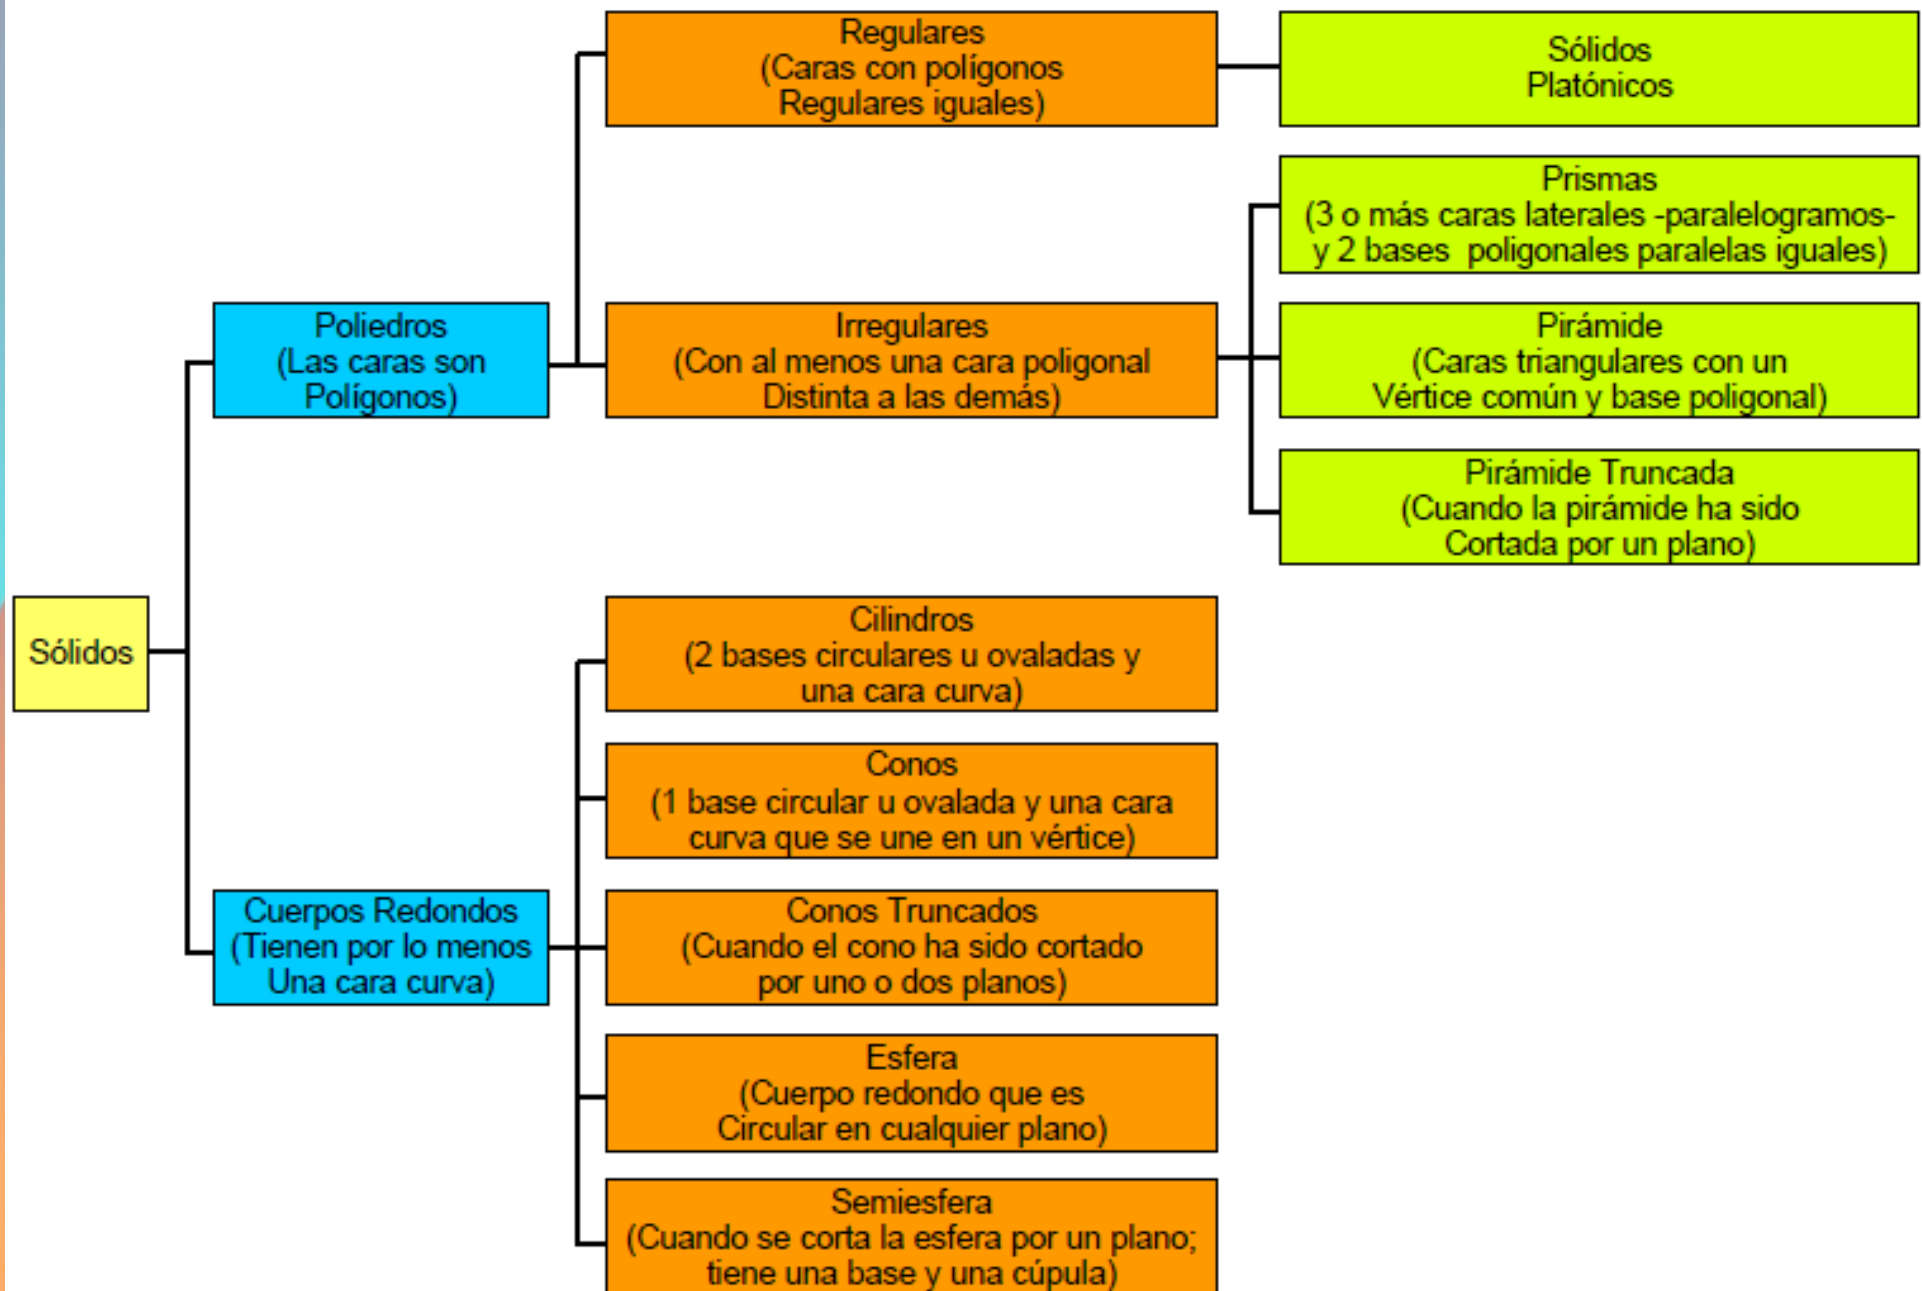 Regulares
(Caras con polígonos
Regulares iguales)
Sólidos
Platónicos
Prismas
(3 o más caras laterales -paralelogramos-
y 2 bases poligonales paralelas iguales)
Poliedros
(Las caras son
Polígonos)
Irregulares
(Con al menos una cara poligonal
Distinta a las demás)
Pirámide
(Caras triangulares con un
Vértice común y base poligonal)
Pirámide Truncada
(Cuando la pirámide ha sido
Cortada por un plano)
Sólidos
Cilindros
(2 bases circulares u ovaladas y
una cara curva)
Conos
(1 base circular u ovalada y una cara
curva que se une en un vértice)
Cuerpos Redondos
(Tienen por lo menos
Una cara curva)
Conos Truncados
(Cuando el cono ha sido cortado
por uno o dos planos)
Esfera
(Cuerpo redondo que es
Circular en cualquier plano)
Semiesfera
(Cuando se corta la esfera por un plano;
tiene una base y una cúpula)